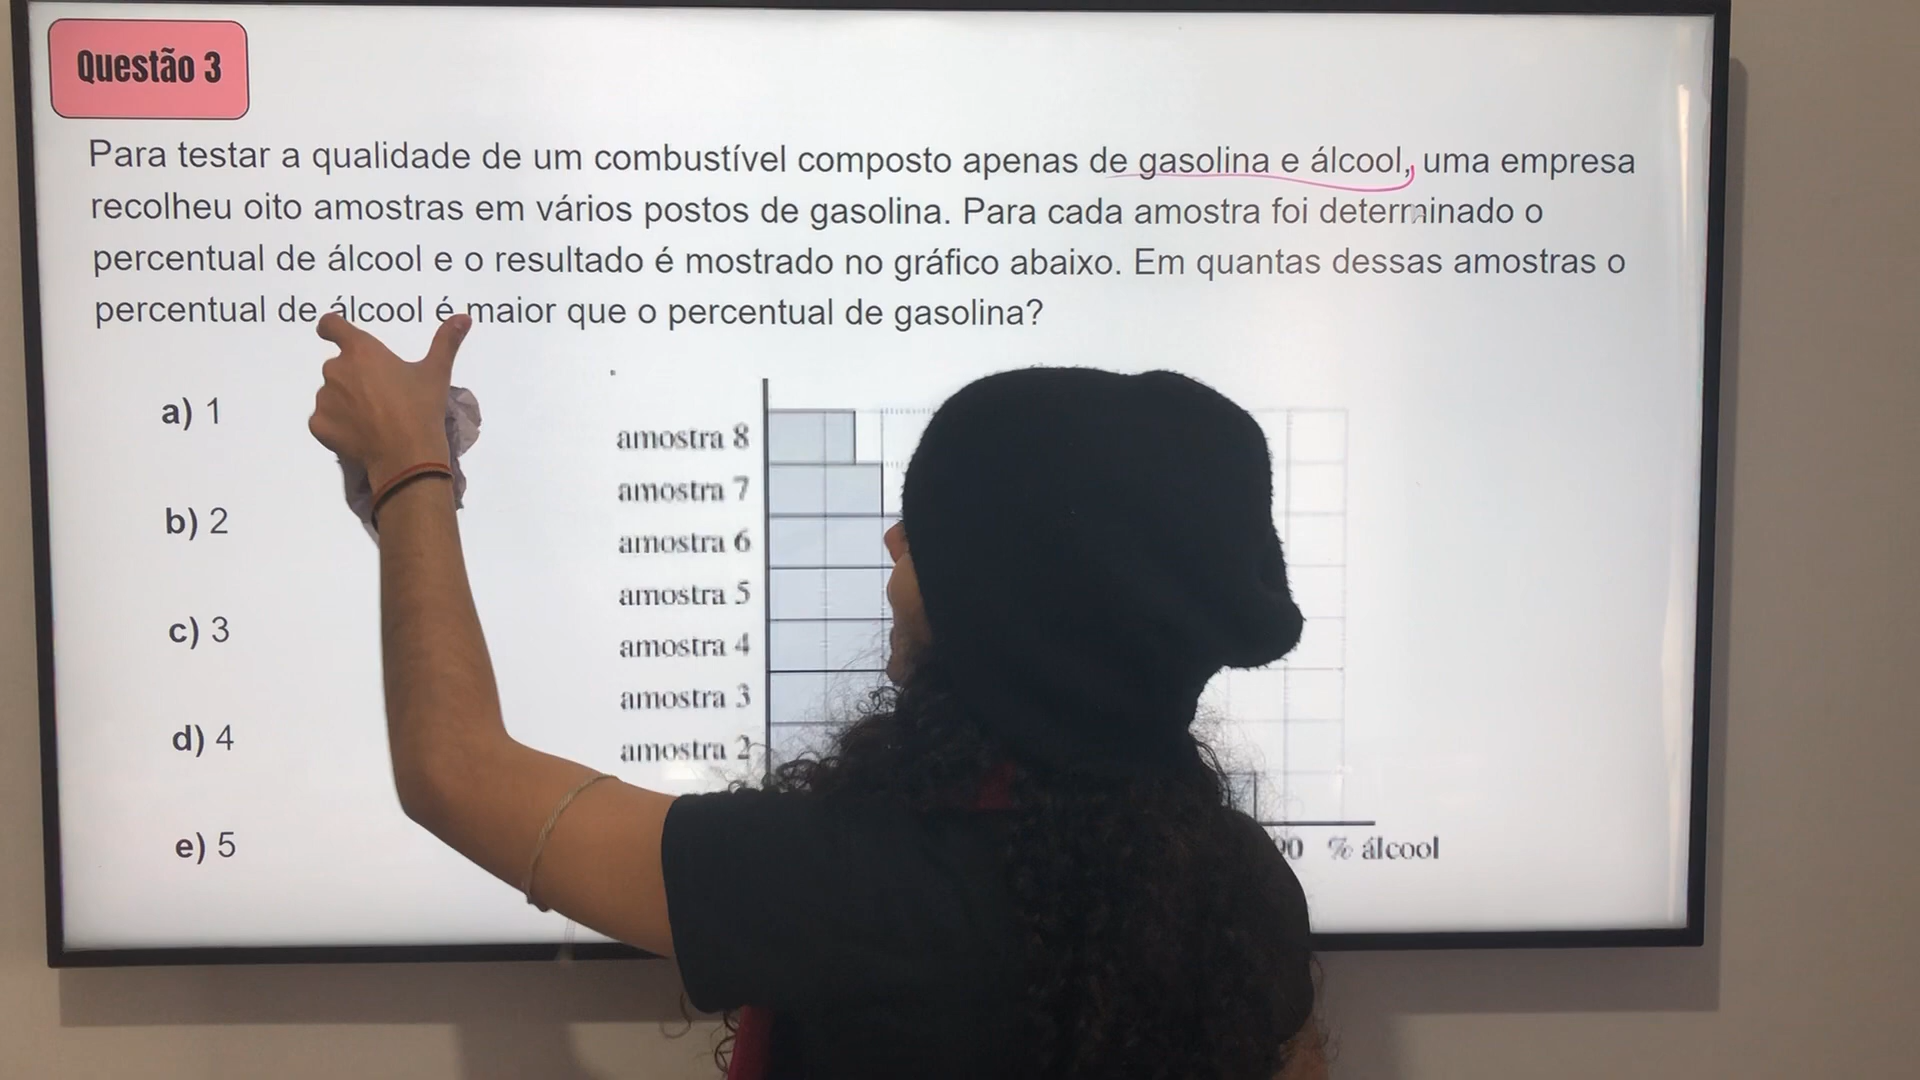 Questão 3
Para testar a qualidade de um combustível composto apenas de gasolina e álcool, uma empresa
recolheu oito amostras em vários postos de gasolina. Para cada amostra foi determinado o
percentual de álcool e o resultado é mostrado no gráfico abaixo. Em quantas dessas amostras o
percentual de álcool é maior que o percentual de gasolina?
a) 1
b) 2
c) 3
d) 4
e) 5
amostra 8
amostra 7
amostra 6
amostra 5
amostra 4
amostra 3
amostra 2
% álcool